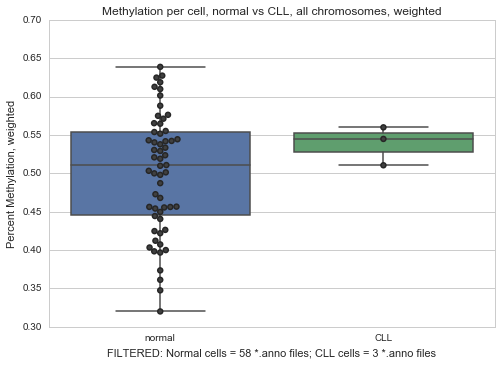 Methylation per cell, normal vs CLL, all chromosomes, weighted
0.70
0.65
0.60
0.55
0.50
0.45
0.40
0.35
0.30
Percent Methylation, weighted
normal CLL
FILTERED: Normal cells = 58 *.anno files; CLL cells = 3 *.anno files